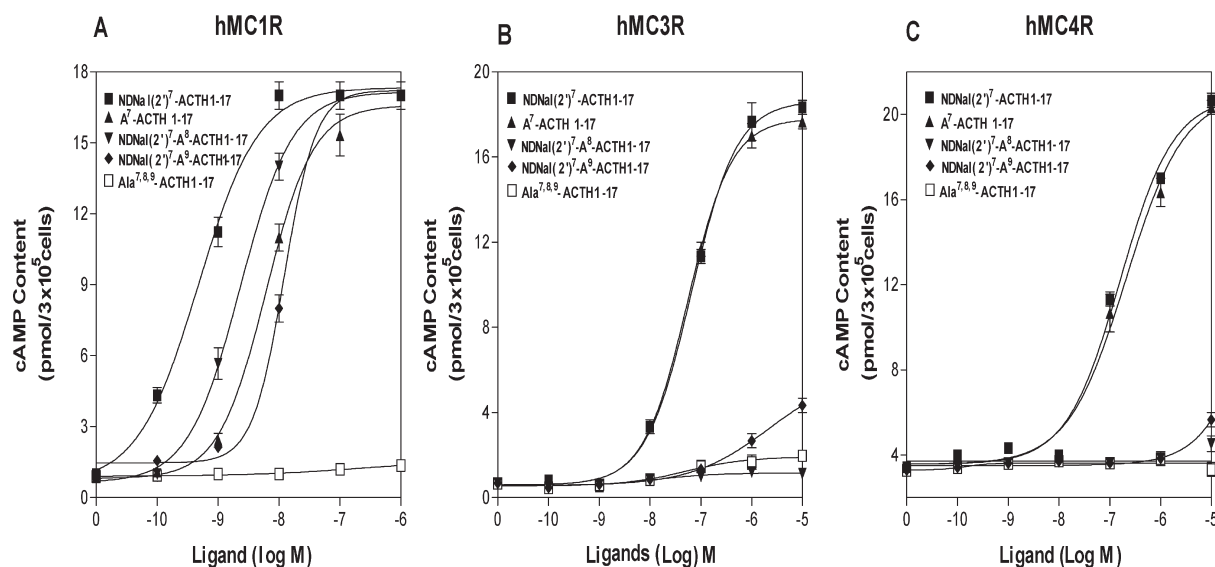 A
hMC1R
18
15
12
9
6
3
0
NDNal(2')⁷-ACTH1-17
A⁷-ACTH 1-17
NDNal(2')⁷-A⁸-ACTH1-17
NDNal(2')⁷-A⁹-ACTH1-17
Ala⁷,⁸,⁹-ACTH1-17
cAMP Content
(pmol/3x10⁵cells)
0 -10 -9 -8 -7 -6
Ligand (log M)
B
hMC3R
20
16
12
8
4
0
NDNal(2')⁷-ACTH1-17
A⁷-ACTH 1-17
NDNal(2')⁷-A⁸-ACTH1-17
NDNal(2')⁷-A⁹-ACTH1-17
Ala⁷,⁸,⁹-ACTH1-17
cAMP Content
(pmol/3x10⁵cells)
0 -10 -9 -8 -7 -6 -5
Ligands (Log) M
C
hMC4R
20
16
12
8
4
NDNal(2')⁷-ACTH1-17
A⁷-ACTH 1-17
NDNal(2')⁷-A⁸-ACTH1-17
NDNal(2')⁷-A⁹-ACTH1-17
Ala⁷,⁸,⁹-ACTH1-17
cAMP Content
(pmol/3x10⁵cells)
0 -10 -9 -8 -7 -6 -5
Ligand (Log M)